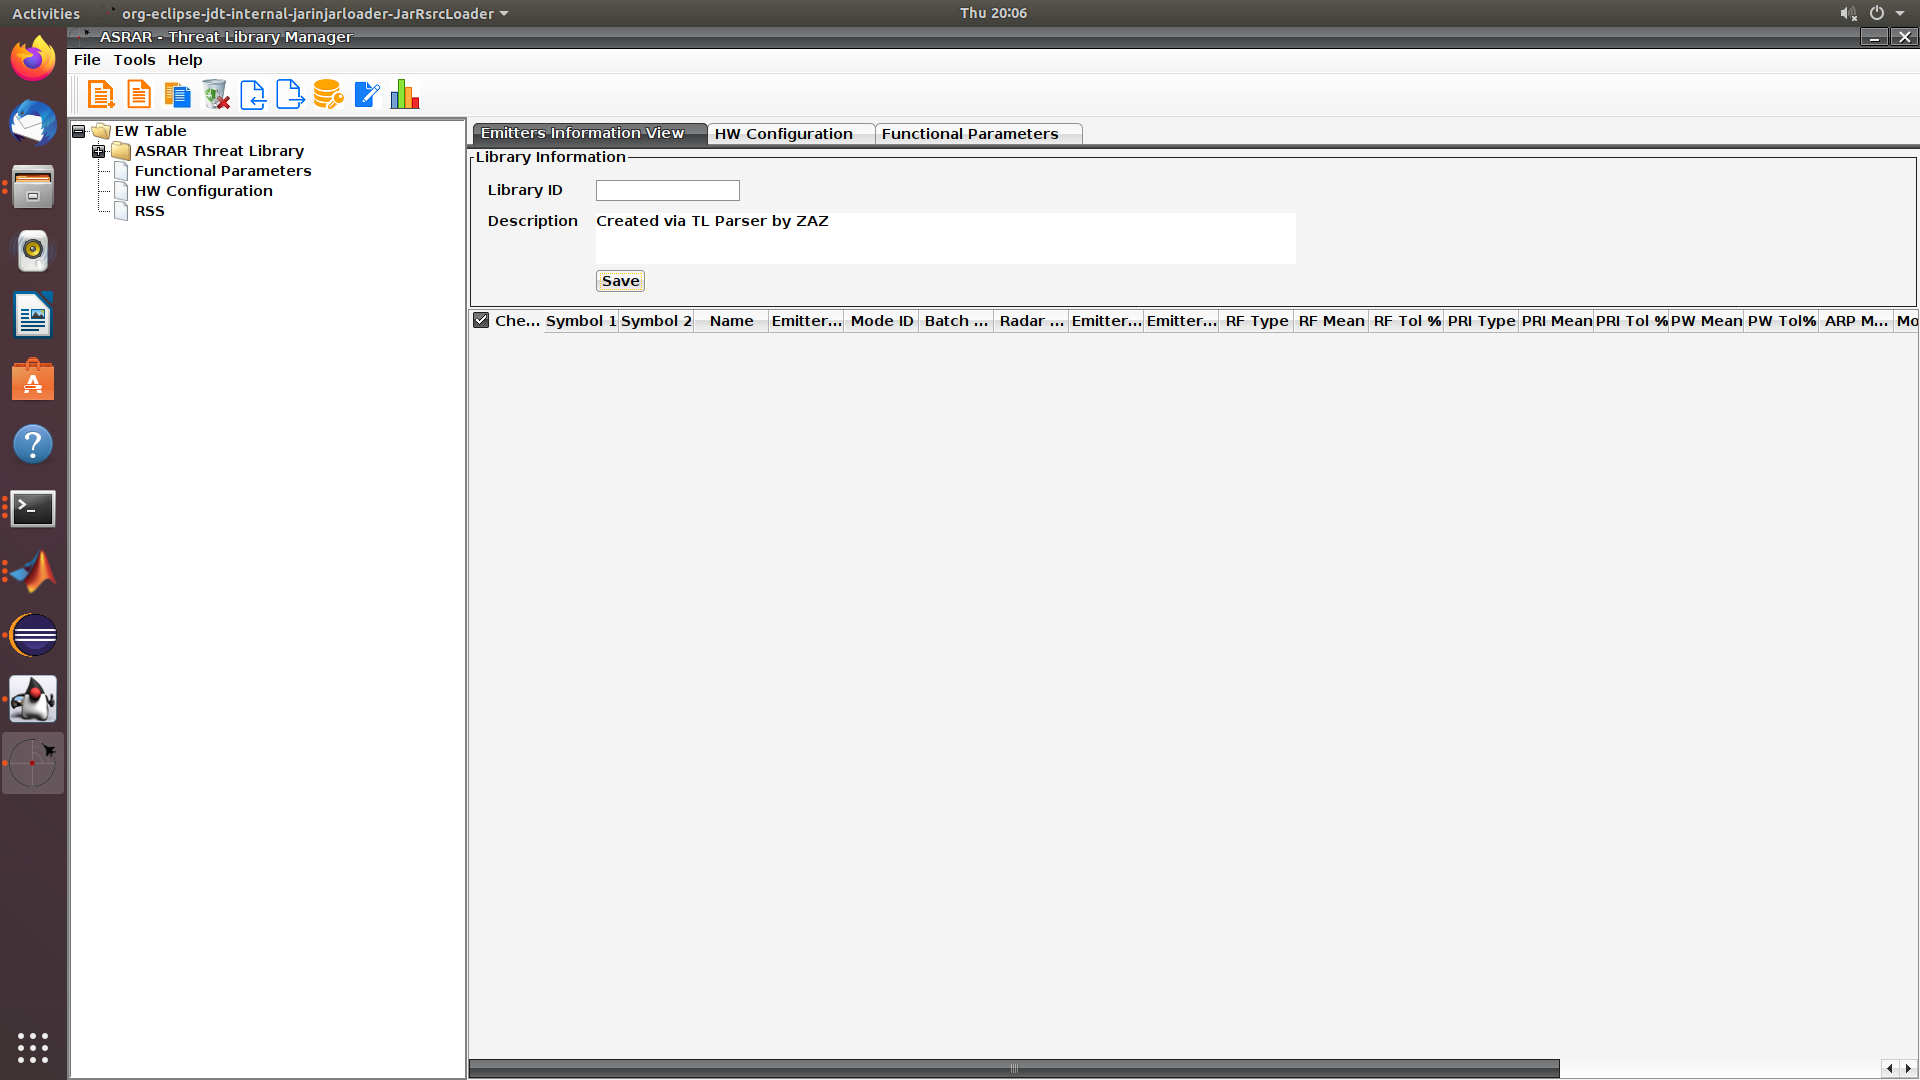 Activities org-eclipse-jdt-internal-jarinjarloader-JarRsrcLoader Thu 20:06
ASRAR - Threat Library Manager
File Tools Help
EW Table
ASRAR Threat Library
Functional Parameters
HW Configuration
RSS
Emitters Information View HW Configuration Functional Parameters
Library Information
Library ID
Description Created via TL Parser by ZAZ
Save
Che... Symbol 1 Symbol 2 Name Emitter... Mode ID Batch ... Radar ... Emitter... Emitter... RF Type RF Mean RF Tol % PRI Type PRI Mean PRI Tol % PW Mean PW Tol% ARP M... Mo